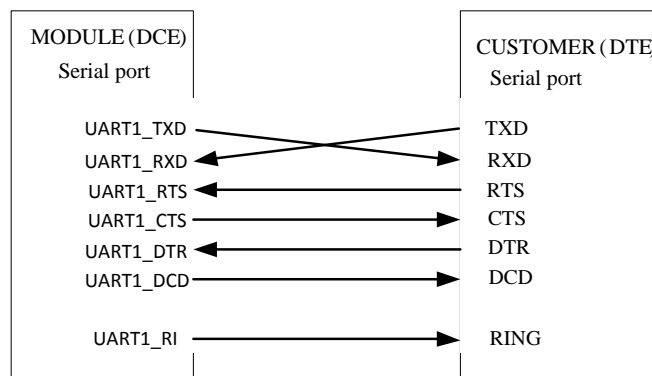 MODULE (DCE)
Serial port
UART1_TXD
UART1_RXD
UART1_RTS
UART1_CTS
UART1_DTR
UART1_DCD
UART1_RI
CUSTOMER ( DTE)
Serial port
TXD
RXD
RTS
CTS
DTR
DCD
RING